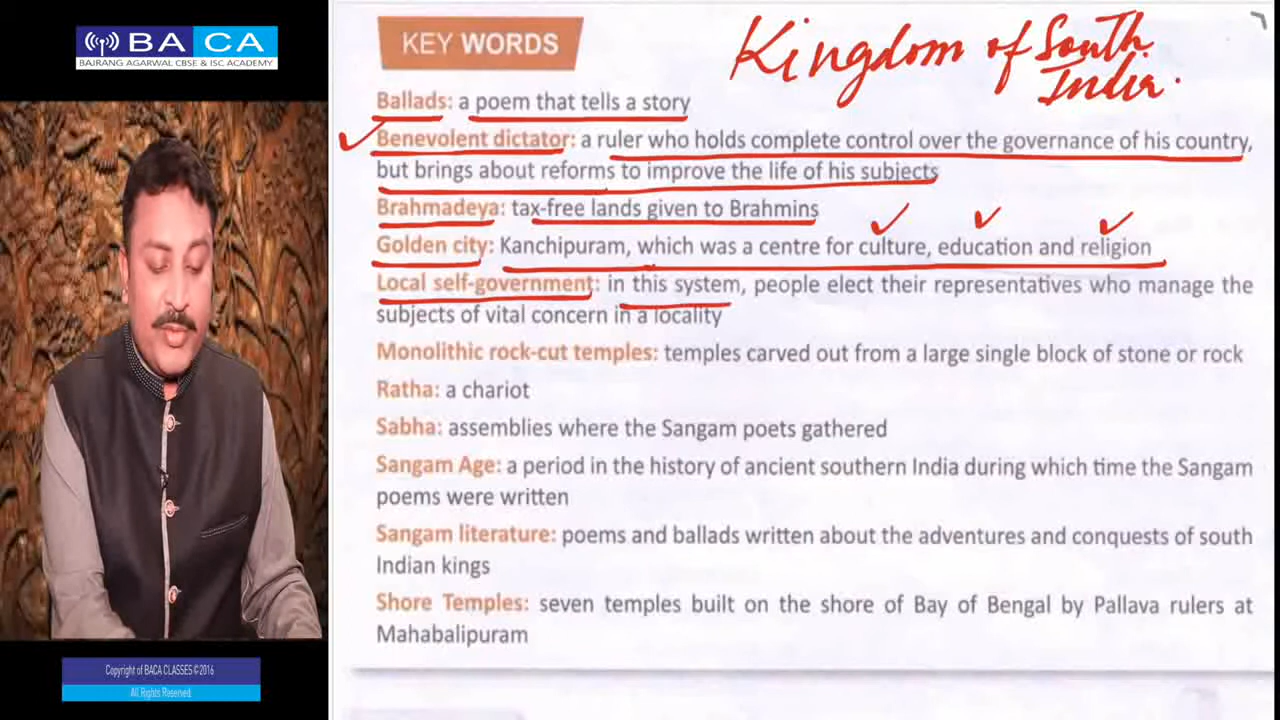 BA CA
BAJRANG AGARWAL CBSE & ISC ACADEMY
KEY WORDS
Kingdom of South
India.
Ballads: a poem that tells a story
Benevolent dictator: a ruler who holds complete control over the governance of his country,
but brings about reforms to improve the life of his subjects
Brahmadeya: tax-free lands given to Brahmins
Golden city: Kanchipuram, which was a centre for culture, education and religion
Local self-government: in this system, people elect their representatives who manage the
subjects of vital concern in a locality
Monolithic rock-cut temples: temples carved out from a large single block of stone or rock
Ratha: a chariot
Sabha: assemblies where the Sangam poets gathered
Sangam Age: a period in the history of ancient southern India during which time the Sangam
poems were written
Sangam literature: poems and ballads written about the adventures and conquests of south
Indian kings
Shore Temples: seven temples built on the shore of Bay of Bengal by Pallava rulers at
Mahabalipuram
Copyright of BACA CLASSES ©2016
All Rights Reserved.